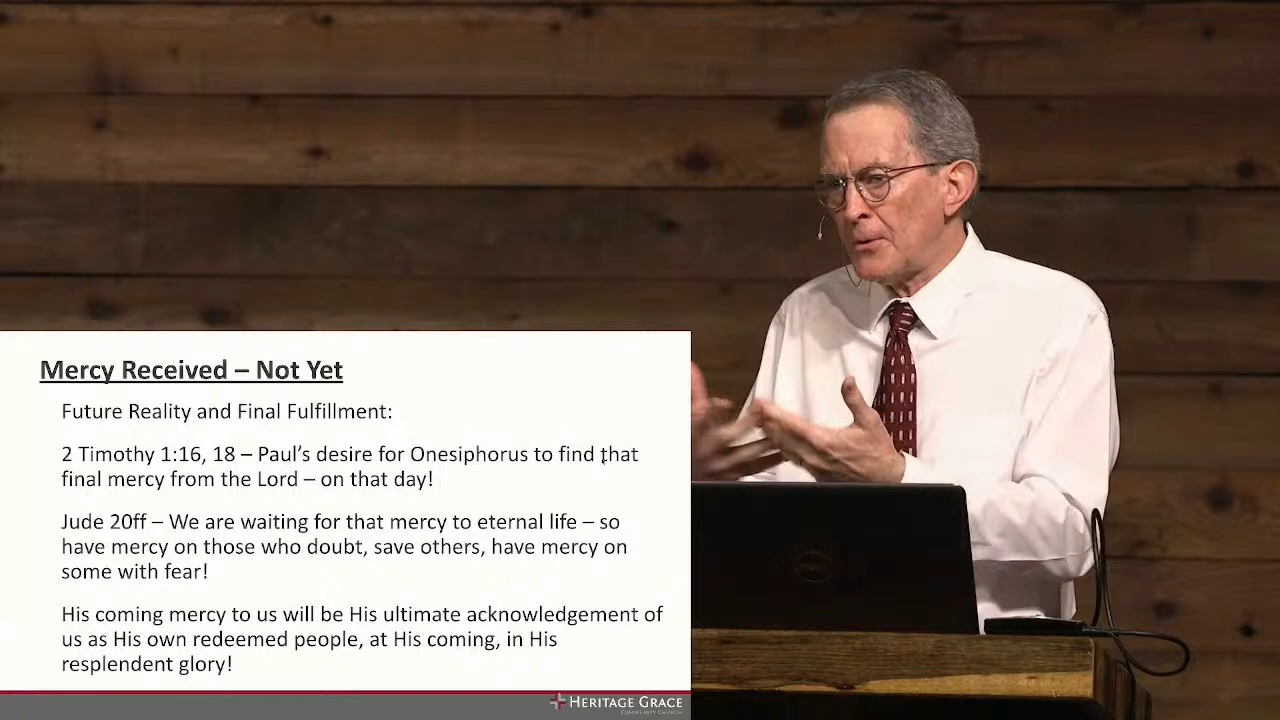 Mercy Received – Not Yet
Future Reality and Final Fulfillment:
2 Timothy 1:16, 18 – Paul’s desire for Onesiphorus to find that
final mercy from the Lord – on that day!
Jude 20ff – We are waiting for that mercy to eternal life – so
have mercy on those who doubt, save others, have mercy on
some with fear!
His coming mercy to us will be His ultimate acknowledgement of
us as His own redeemed people, at His coming, in His
resplendent glory!
HERITAGE GRACE
COMMUNITY CHURCH